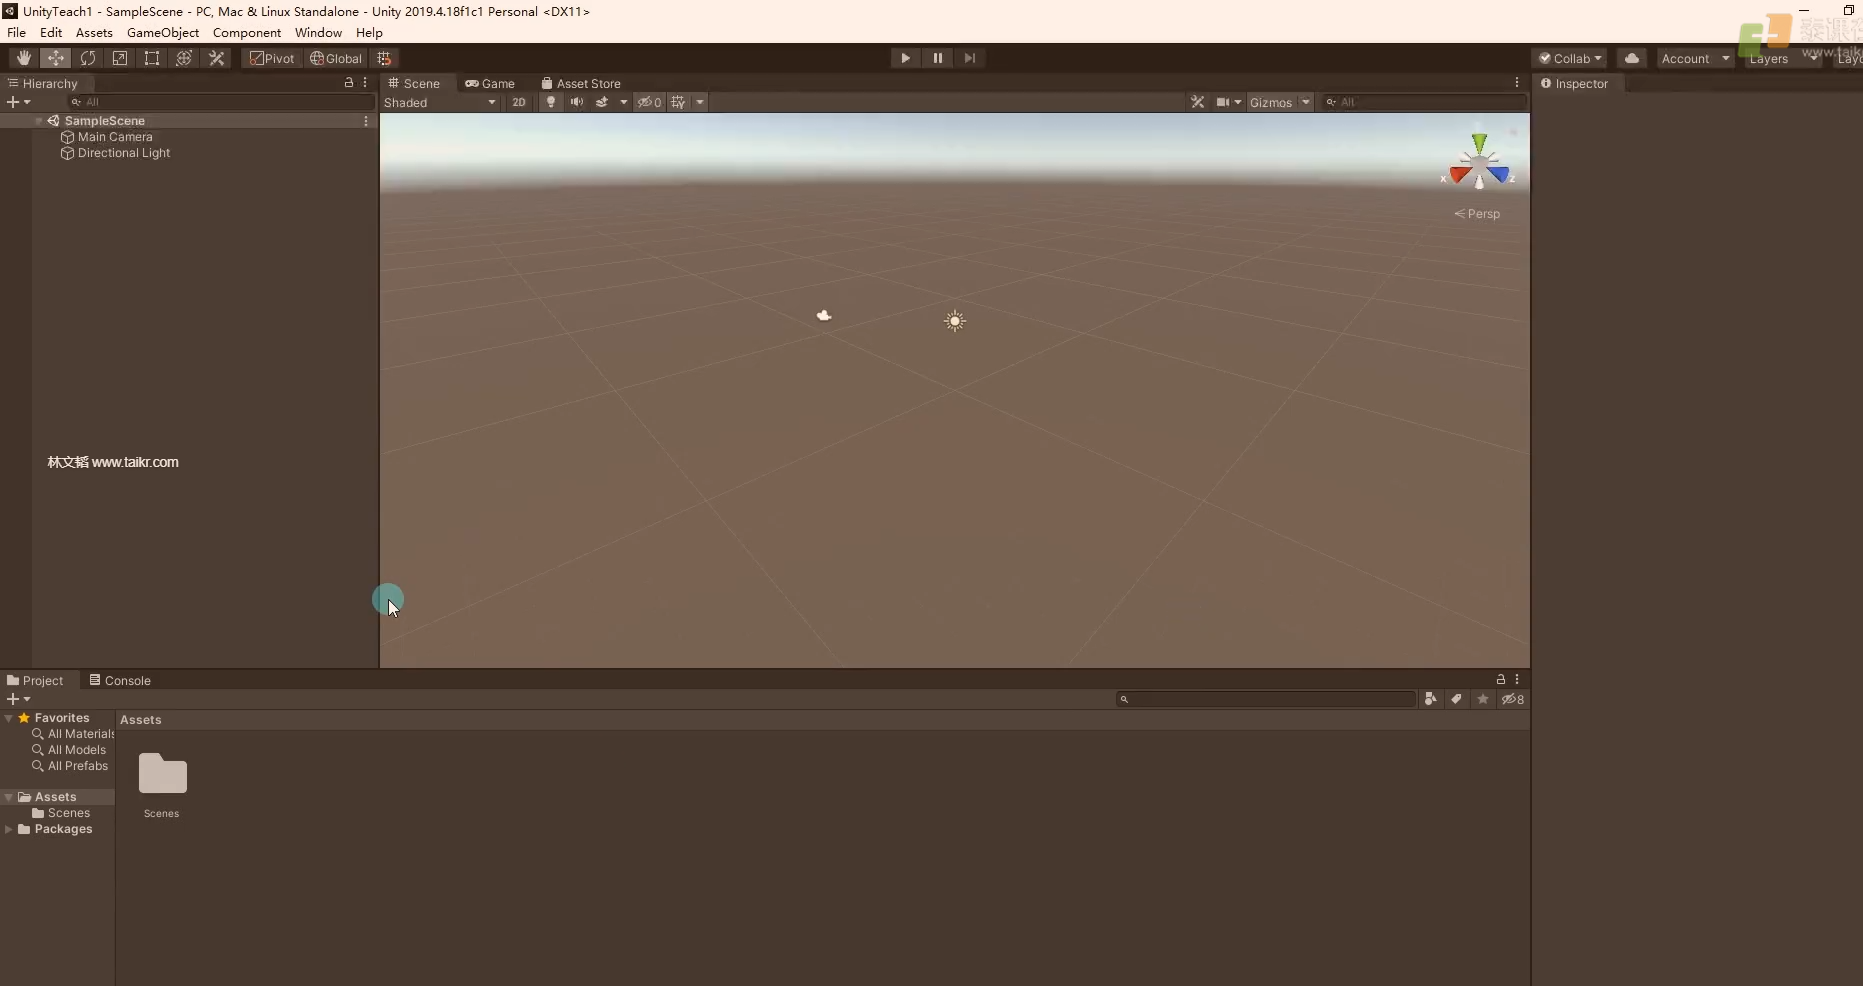 UnityTeach1 - SampleScene - PC, Mac & Linux Standalone - Unity 2019.4.18f1c1 Personal <DX11>
File Edit Assets GameObject Component Window Help
Pivot Global Collab Account Layers
www.taikr
Hierarchy Scene Game Asset Store Inspector
All Shaded 2D 0 Gizmos All
SampleScene
Main Camera
Directional Light
x z
Persp
林文韬 www.taikr.com
Project Console
8
Favorites Assets
All Materials
All Models
All Prefabs
Assets
Scenes Scenes
Packages